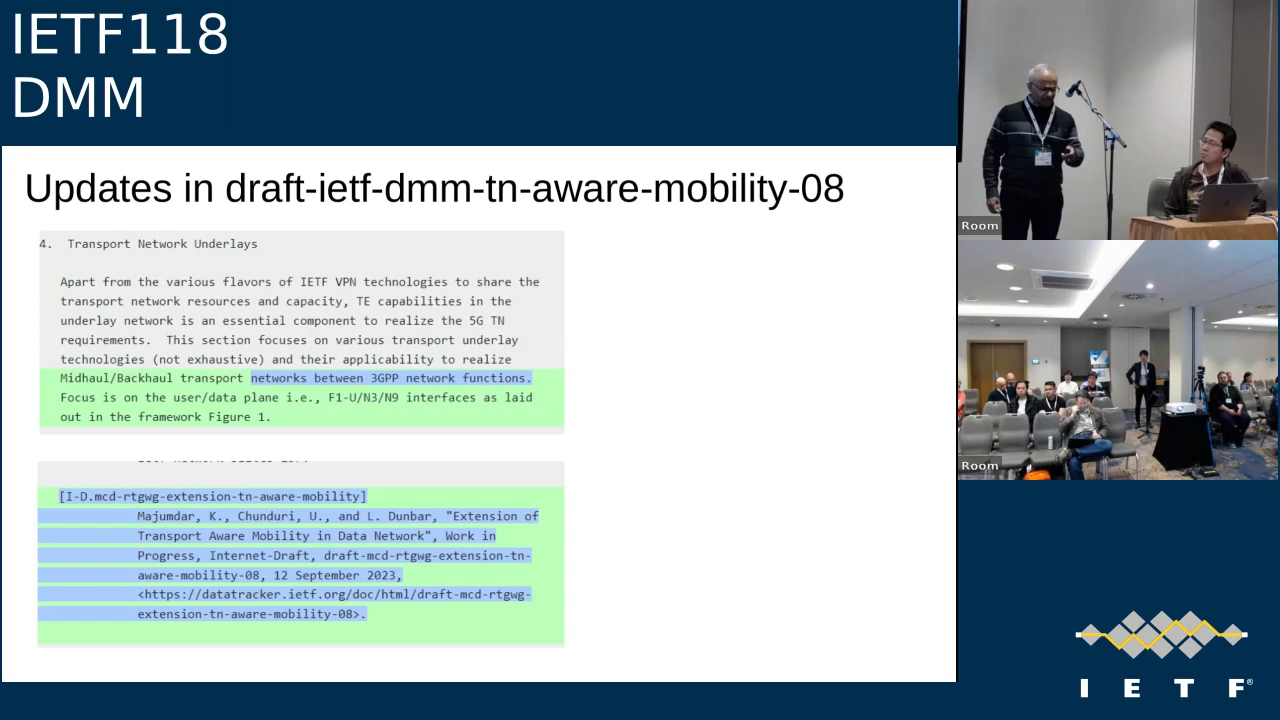 IETF118
DMM
Updates in draft-ietf-dmm-tn-aware-mobility-08
4.  Transport Network Underlays
Apart from the various flavors of IETF VPN technologies to share the
transport network resources and capacity, TE capabilities in the
underlay network is an essential component to realize the 5G TN
requirements.  This section focuses on various transport underlay
technologies (not exhaustive) and their applicability to realize
Midhaul/Backhaul transport networks between 3GPP network functions.
Focus is on the user/data plane i.e., F1-U/N3/N9 interfaces as laid
out in the framework Figure 1.
[I-D.mcd-rtgwg-extension-tn-aware-mobility]
Majumdar, K., Chunduri, U., and L. Dunbar, "Extension of
Transport Aware Mobility in Data Network", Work in
Progress, Internet-Draft, draft-mcd-rtgwg-extension-tn-
aware-mobility-08, 12 September 2023,
<https://datatracker.ietf.org/doc/html/draft-mcd-rtgwg-
extension-tn-aware-mobility-08>.
Room
Room
I E T F®